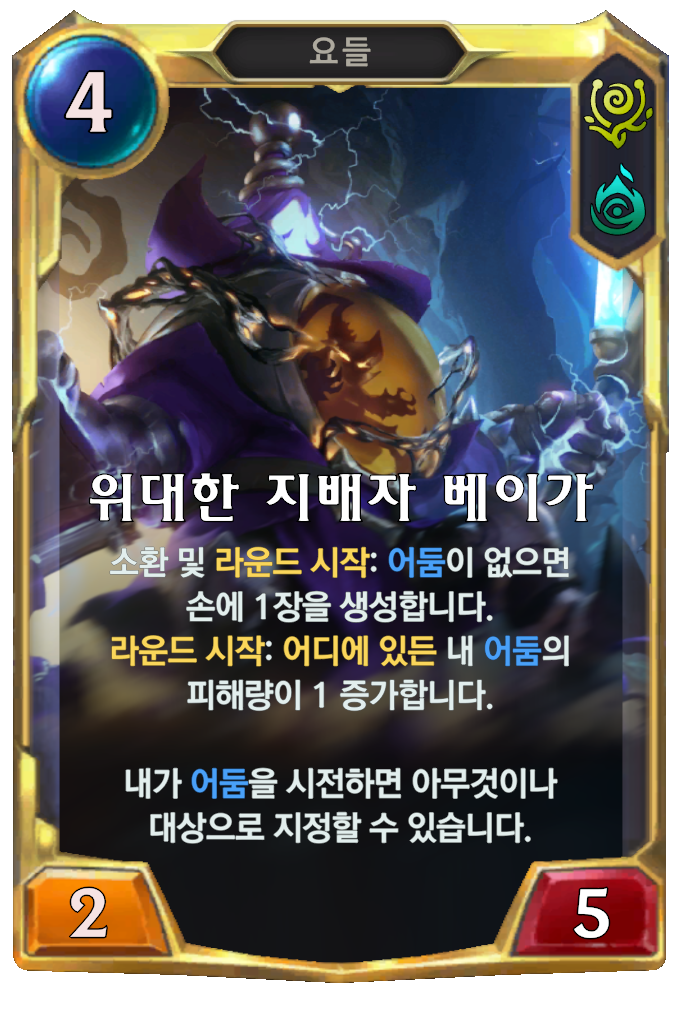 요들
4
위대한 지배자 베이가
소환 및 라운드 시작: 어둠이 없으면
손에 1장을 생성합니다.
라운드 시작: 어디에 있든 내 어둠의
피해량이 1 증가합니다.
내가 어둠을 시전하면 아무것이나
대상으로 지정할 수 있습니다.
2
5